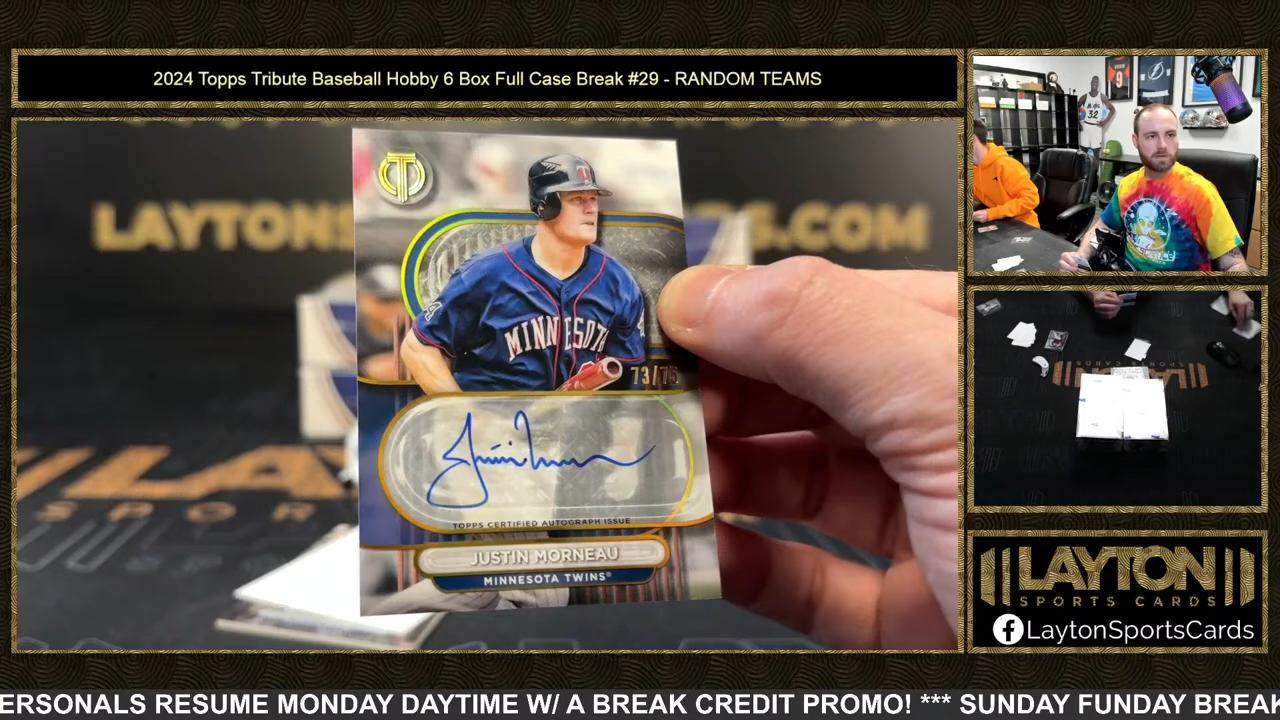 2024 Topps Tribute Baseball Hobby 6 Box Full Case Break #29 - RANDOM TEAMS
MINNESOTA
73/75
TOPPS CERTIFIED AUTOGRAPH ISSUE
JUSTIN MORNEAU
MINNESOTA TWINS®
LAYTON
SPORTS CARDS
LaytonSportsCards
ERSONALS RESUME MONDAY DAYTIME W/ A BREAK CREDIT PROMO! *** SUNDAY FUNDAY BREAK